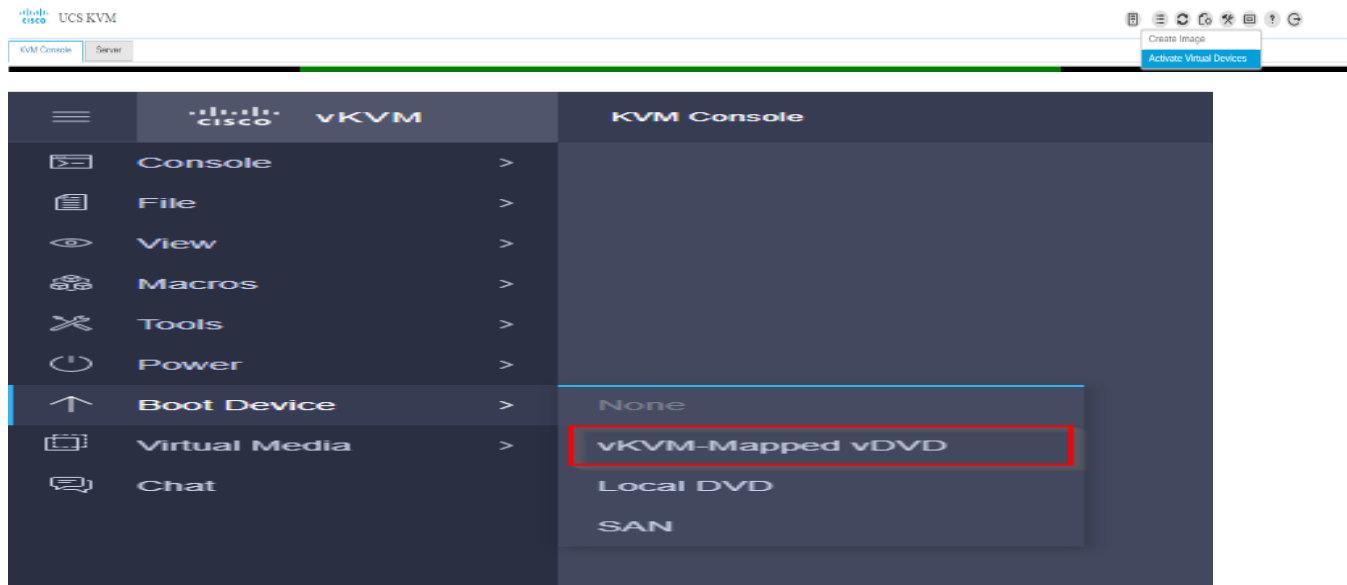 cisco UCS KVM
KVM Console Server
Create Image
Activate Virtual Devices
cisco vKVM KVM Console
Console >
File >
View >
Macros >
Tools >
Power >
Boot Device > None
Virtual Media > vKVM-Mapped vDVD
Chat Local DVD
SAN